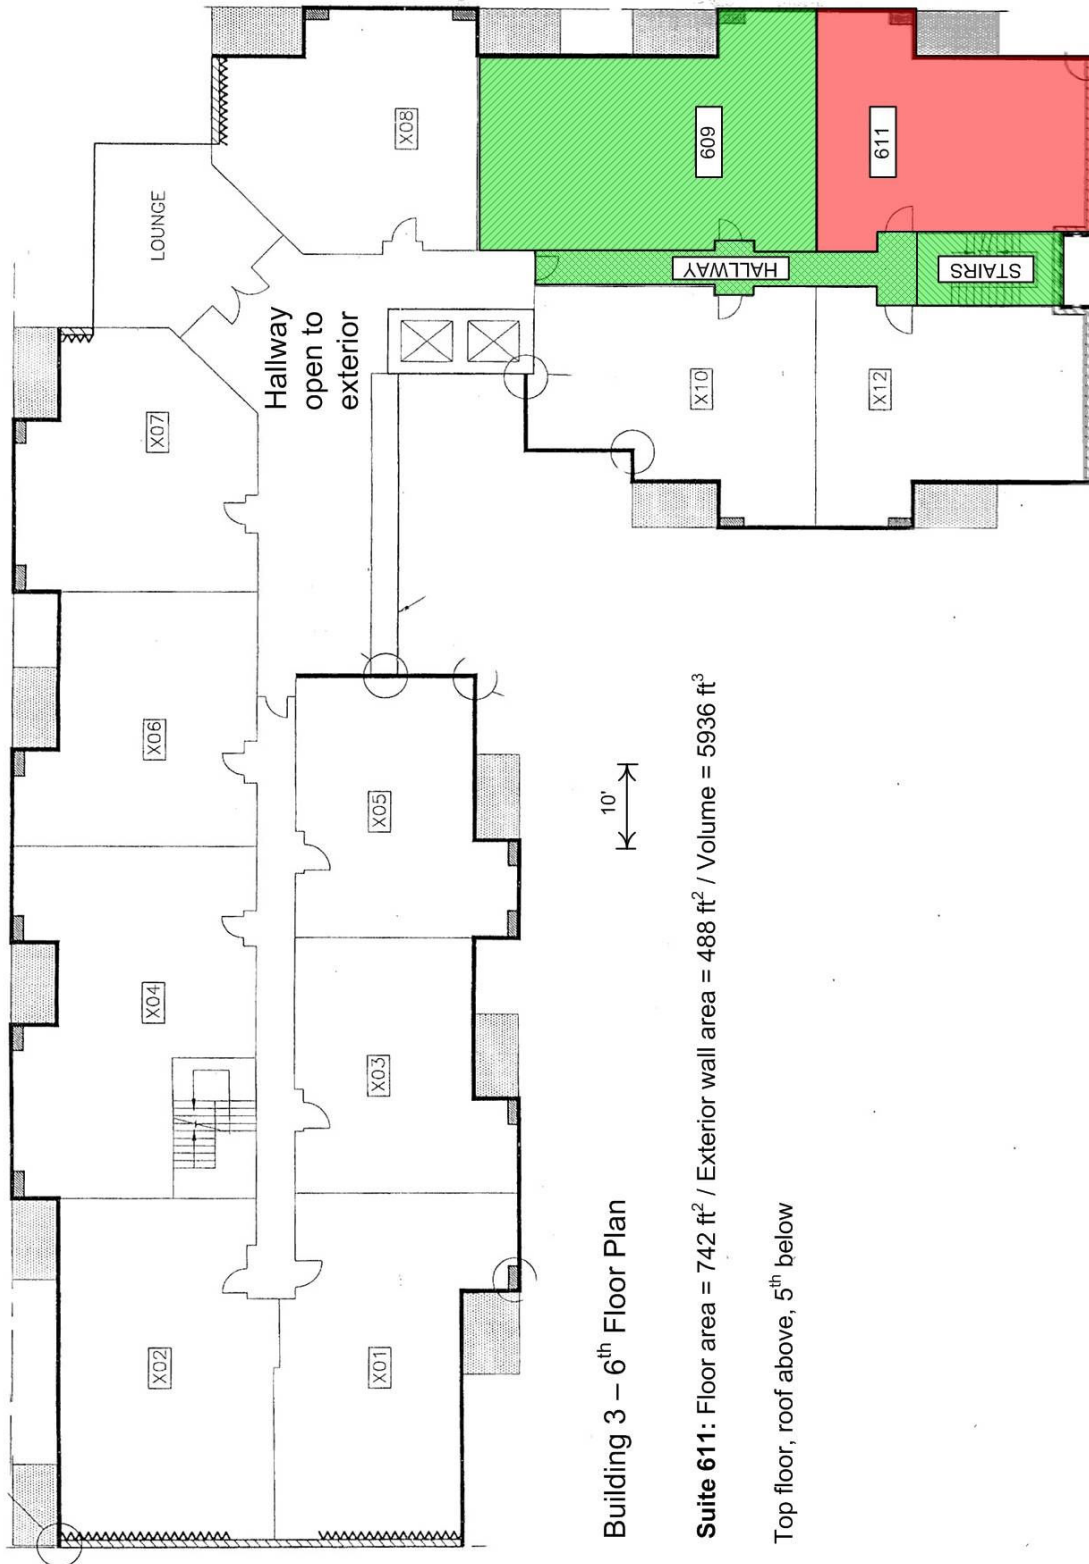 LOUNGE
X08
609
611
HALLWAY
STAIRS
Hallway
open to
exterior
X07
X10
X12
X06
X05
X04
X03
X02
X01
10'
Building 3 – 6th Floor Plan
Suite 611: Floor area = 742 ft² / Exterior wall area = 488 ft² / Volume = 5936 ft³
Top floor, roof above, 5th below